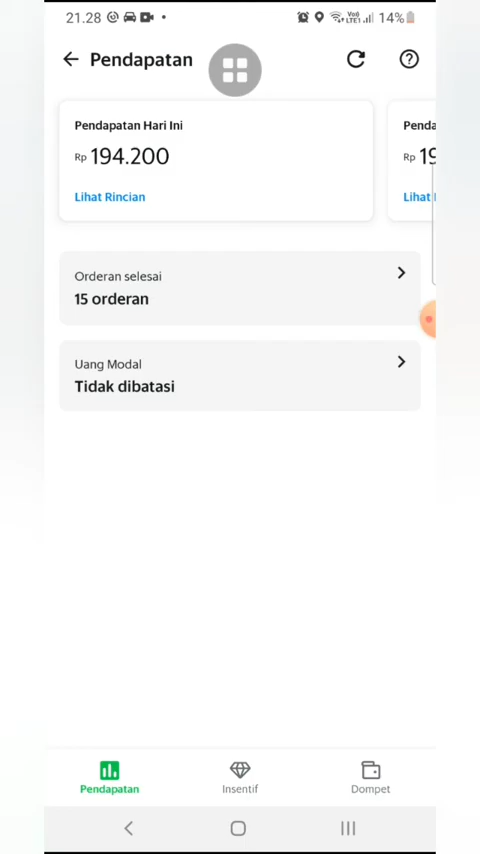 21.28 14%
Pendapatan
Pendapatan Hari Ini
Rp 194.200
Lihat Rincian
Penda
Rp 19
Lihat
Orderan selesai
15 orderan
Uang Modal
Tidak dibatasi
Pendapatan Insentif Dompet